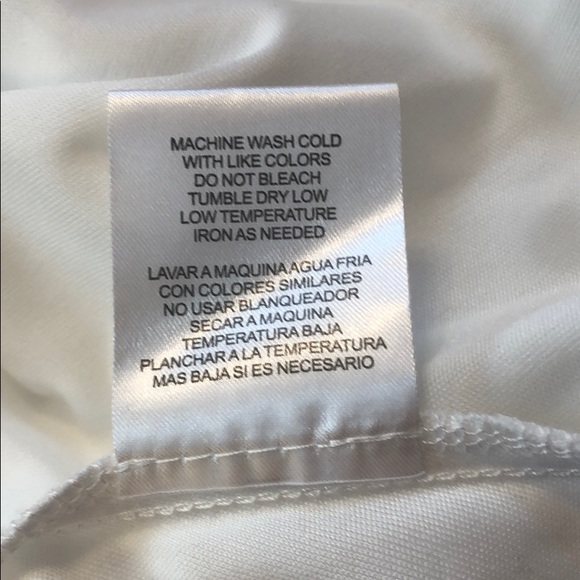 MACHINE WASH COLD
WITH LIKE COLORS
DO NOT BLEACH
TUMBLE DRY LOW
LOW TEMPERATURE
IRON AS NEEDED
LAVAR A MAQUINA AGUA FRIA
CON COLORES SIMILARES
NO USAR BLANQUEADOR
SECAR A MAQUINA
TEMPERATURA BAJA
PLANCHAR A LA TEMPERATURA
MAS BAJA SI ES NECESARIO